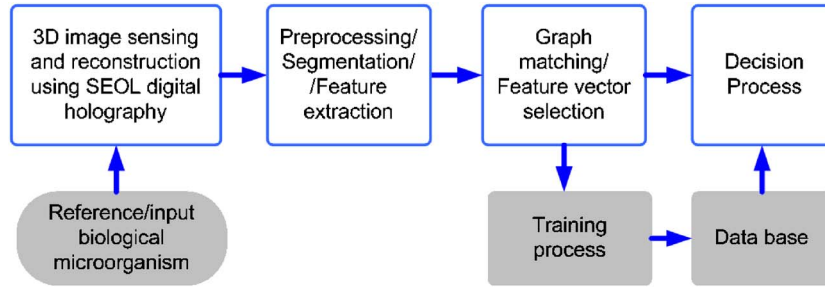 3D image sensing
and reconstruction
using SEOL digital
holography
Preprocessing/
Segmentation/
/Feature
extraction
Graph
matching/
Feature vector
selection
Decision
Process
Reference/input
biological
microorganism
Training
process
Data base